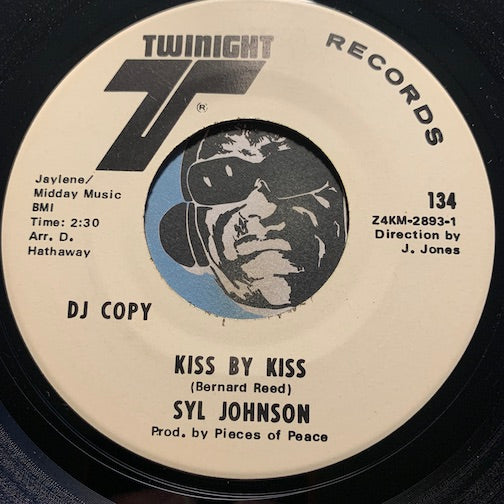 TWINIGHT
RECORDS
T®
Jaylene/
Midday Music
BMI
Time: 2:30
Arr. D.
Hathaway
134
Z4KM-2893-1
Direction by
J. Jones
DJ COPY
KISS BY KISS
(Bernard Reed)
SYL JOHNSON
Prod. by Pieces of Peace